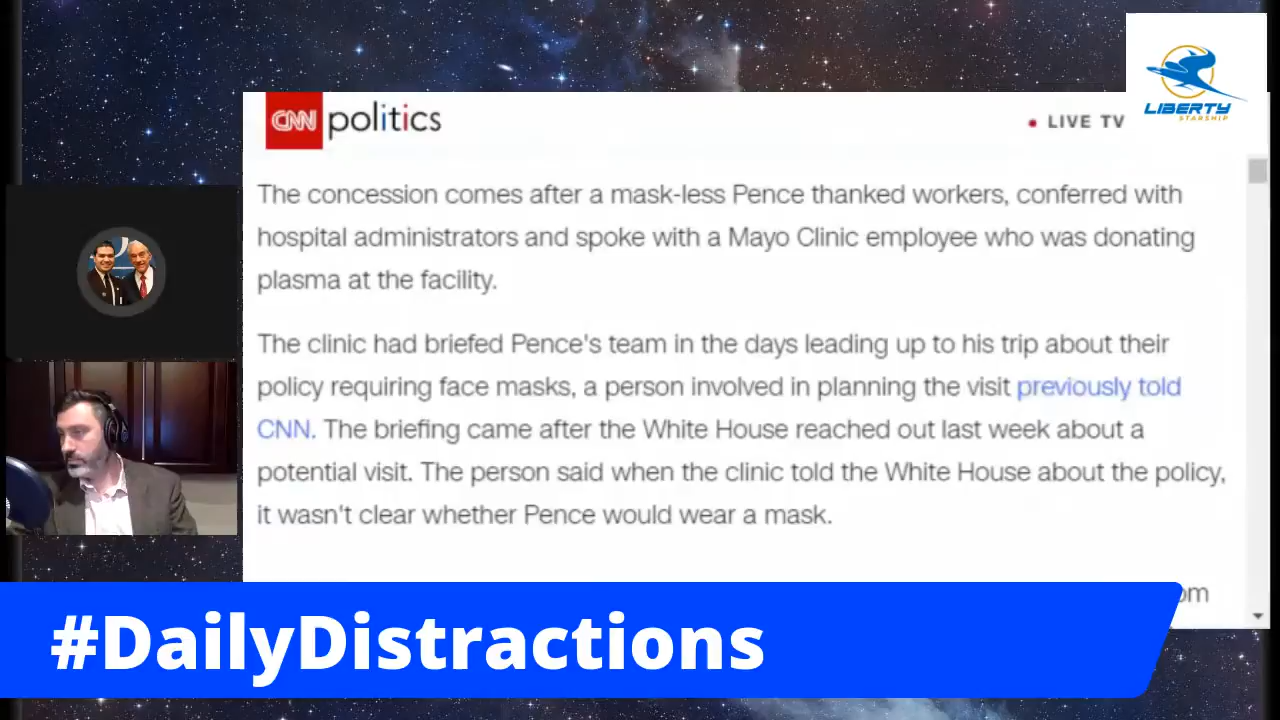 CNN politics
LIVE TV
LIBERTY
STARSHIP
The concession comes after a mask-less Pence thanked workers, conferred with
hospital administrators and spoke with a Mayo Clinic employee who was donating
plasma at the facility.
The clinic had briefed Pence's team in the days leading up to his trip about their
policy requiring face masks, a person involved in planning the visit previously told
CNN. The briefing came after the White House reached out last week about a
potential visit. The person said when the clinic told the White House about the policy,
it wasn't clear whether Pence would wear a mask.
#DailyDistractions